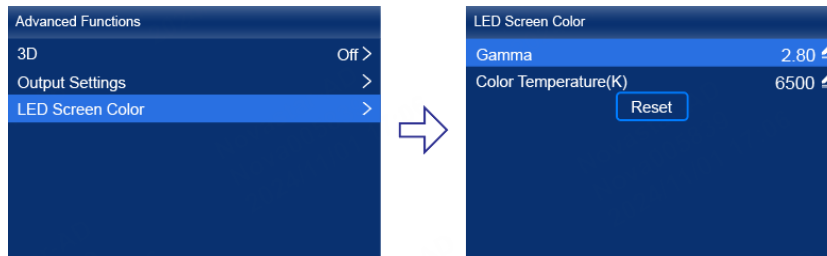 Advanced Functions
3D Off >
Output Settings >
LED Screen Color >
LED Screen Color
Gamma 2.80
Color Temperature(K) 6500
Reset